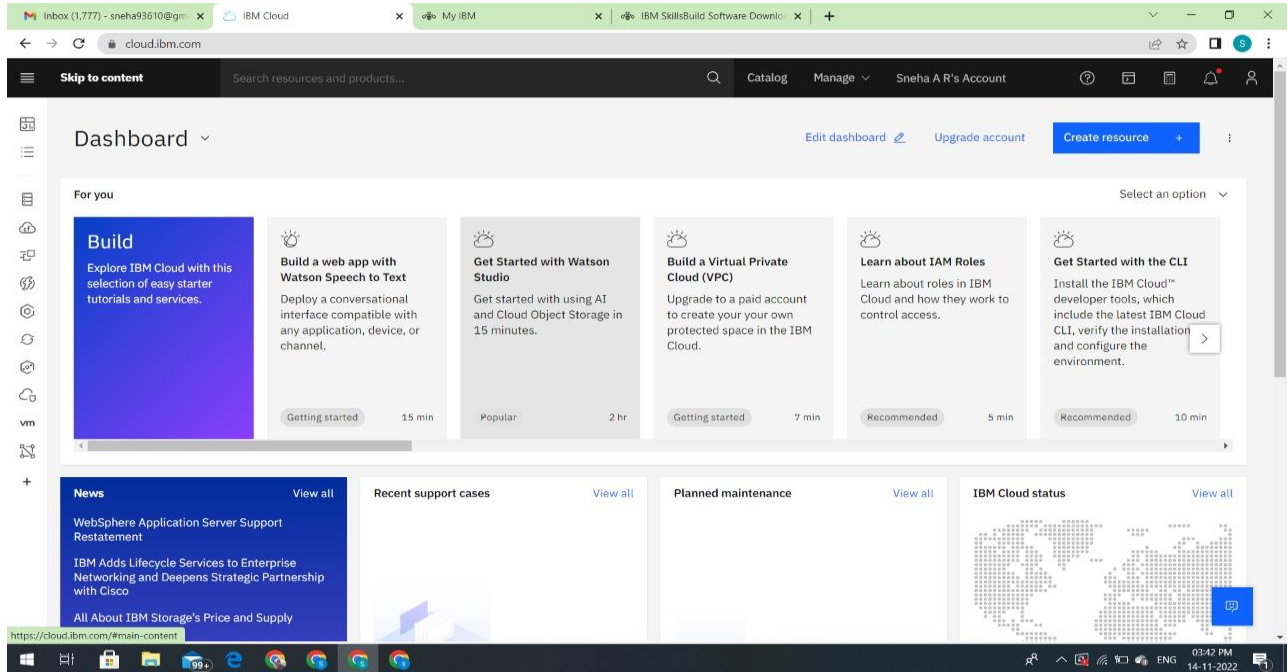 Inbox (1,777) - sneha93610@gm
IBM Cloud
My IBM
IBM SkillsBuild Software Downlo
cloud.ibm.com
Skip to content
Search resources and products...
Catalog
Manage
Sneha A R's Account
Dashboard
Edit dashboard
Upgrade account
Create resource +
For you
Select an option
Build
Explore IBM Cloud with this
selection of easy starter
tutorials and services.
Build a web app with
Watson Speech to Text
Deploy a conversational
interface compatible with
any application, device, or
channel.
Getting started 15 min
Get Started with Watson
Studio
Get started with using AI
and Cloud Object Storage in
15 minutes.
Popular 2 hr
Build a Virtual Private
Cloud (VPC)
Upgrade to a paid account
to create your your own
protected space in the IBM
Cloud.
Getting started 7 min
Learn about IAM Roles
Learn about roles in IBM
Cloud and how they work to
control access.
Recommended 5 min
Get Started with the CLI
Install the IBM Cloud™
developer tools, which
include the latest IBM Cloud
CLI, verify the installation
and configure the
environment.
Recommended 10 min
vm
News View all
WebSphere Application Server Support
Restatement
IBM Adds Lifecycle Services to Enterprise
Networking and Deepens Strategic Partnership
with Cisco
All About IBM Storage's Price and Supply
Recent support cases View all
Planned maintenance View all
IBM Cloud status View all
https://cloud.ibm.com/#main-content
99+
ENG
03:42 PM
14-11-2022
S